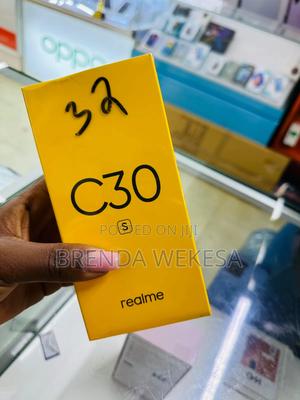 oppo
32
C30
S
POSTED ON JIJI
BRENDA WEKESA
realme